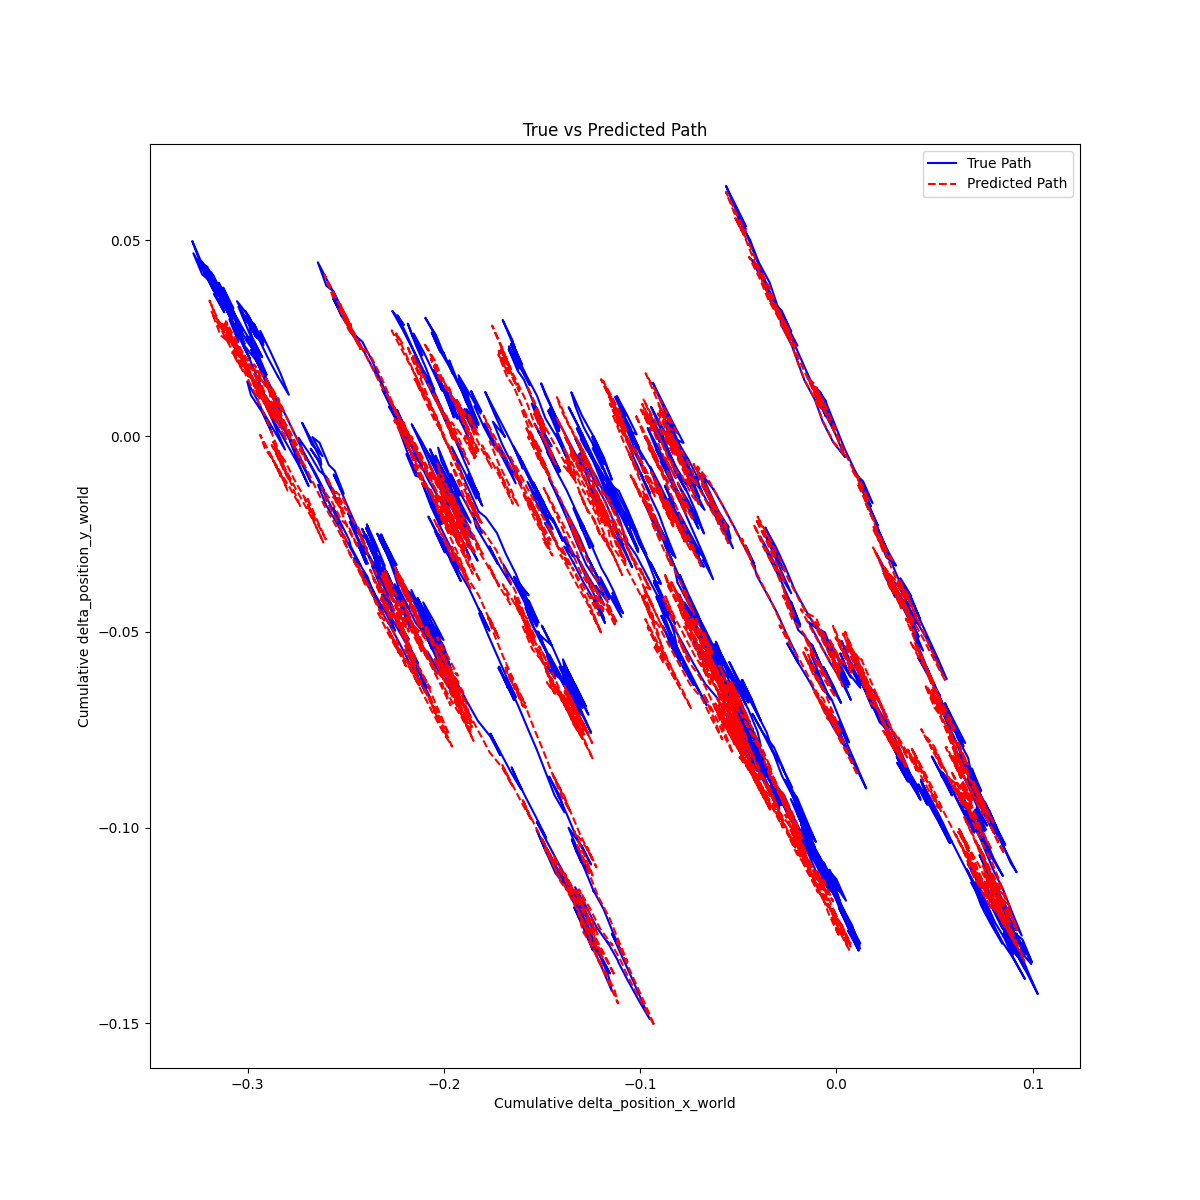 True vs Predicted Path
True Path
Predicted Path
0.05
0.00
−0.05
−0.10
−0.15
Cumulative delta_position_y_world
−0.3
−0.2
−0.1
0.0
0.1
Cumulative delta_position_x_world